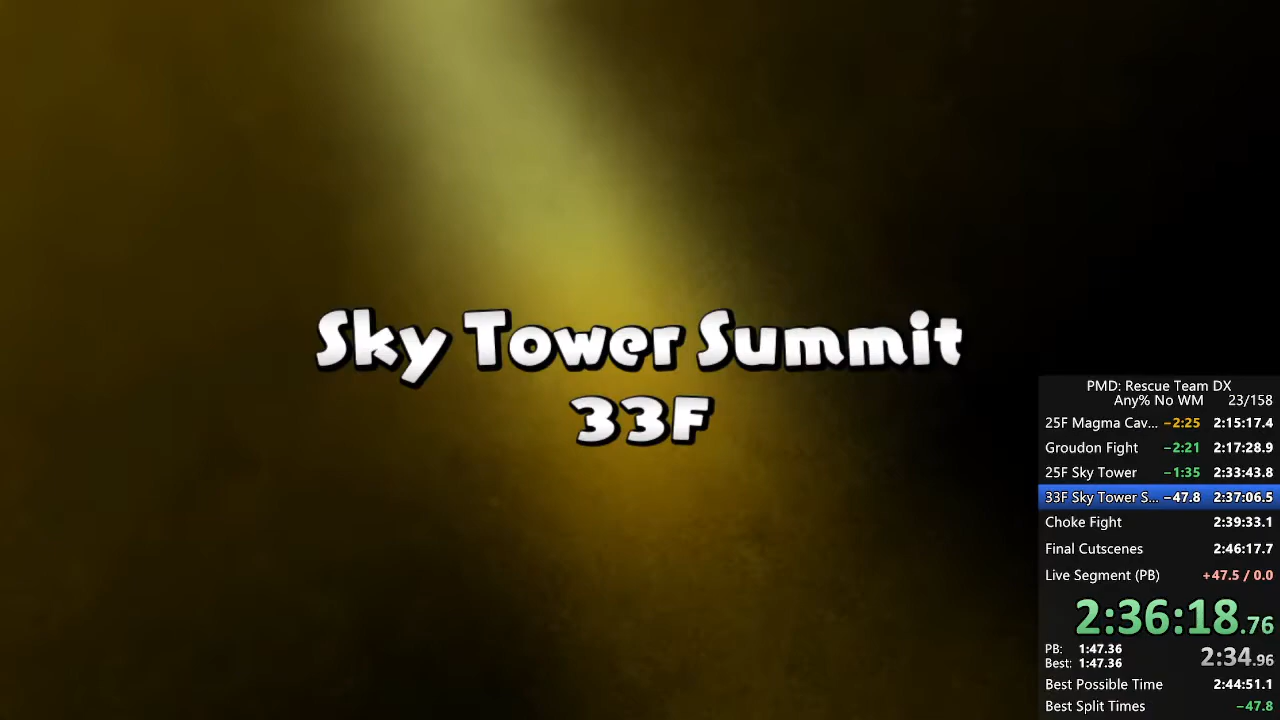 Sky Tower Summit
33F
PMD: Rescue Team DX
Any% No WM 23/158
25F Magma Cav... −2:25 2:15:17.4
Groudon Fight −2:21 2:17:28.9
25F Sky Tower −1:35 2:33:43.8
33F Sky Tower S... −47.8 2:37:06.5
Choke Fight 2:39:33.1
Final Cutscenes 2:46:17.7
Live Segment (PB) +47.5 / 0.0
2:36:18.76
PB: 1:47.36
Best: 1:47.36 2:34.96
Best Possible Time 2:44:51.1
Best Split Times −47.8